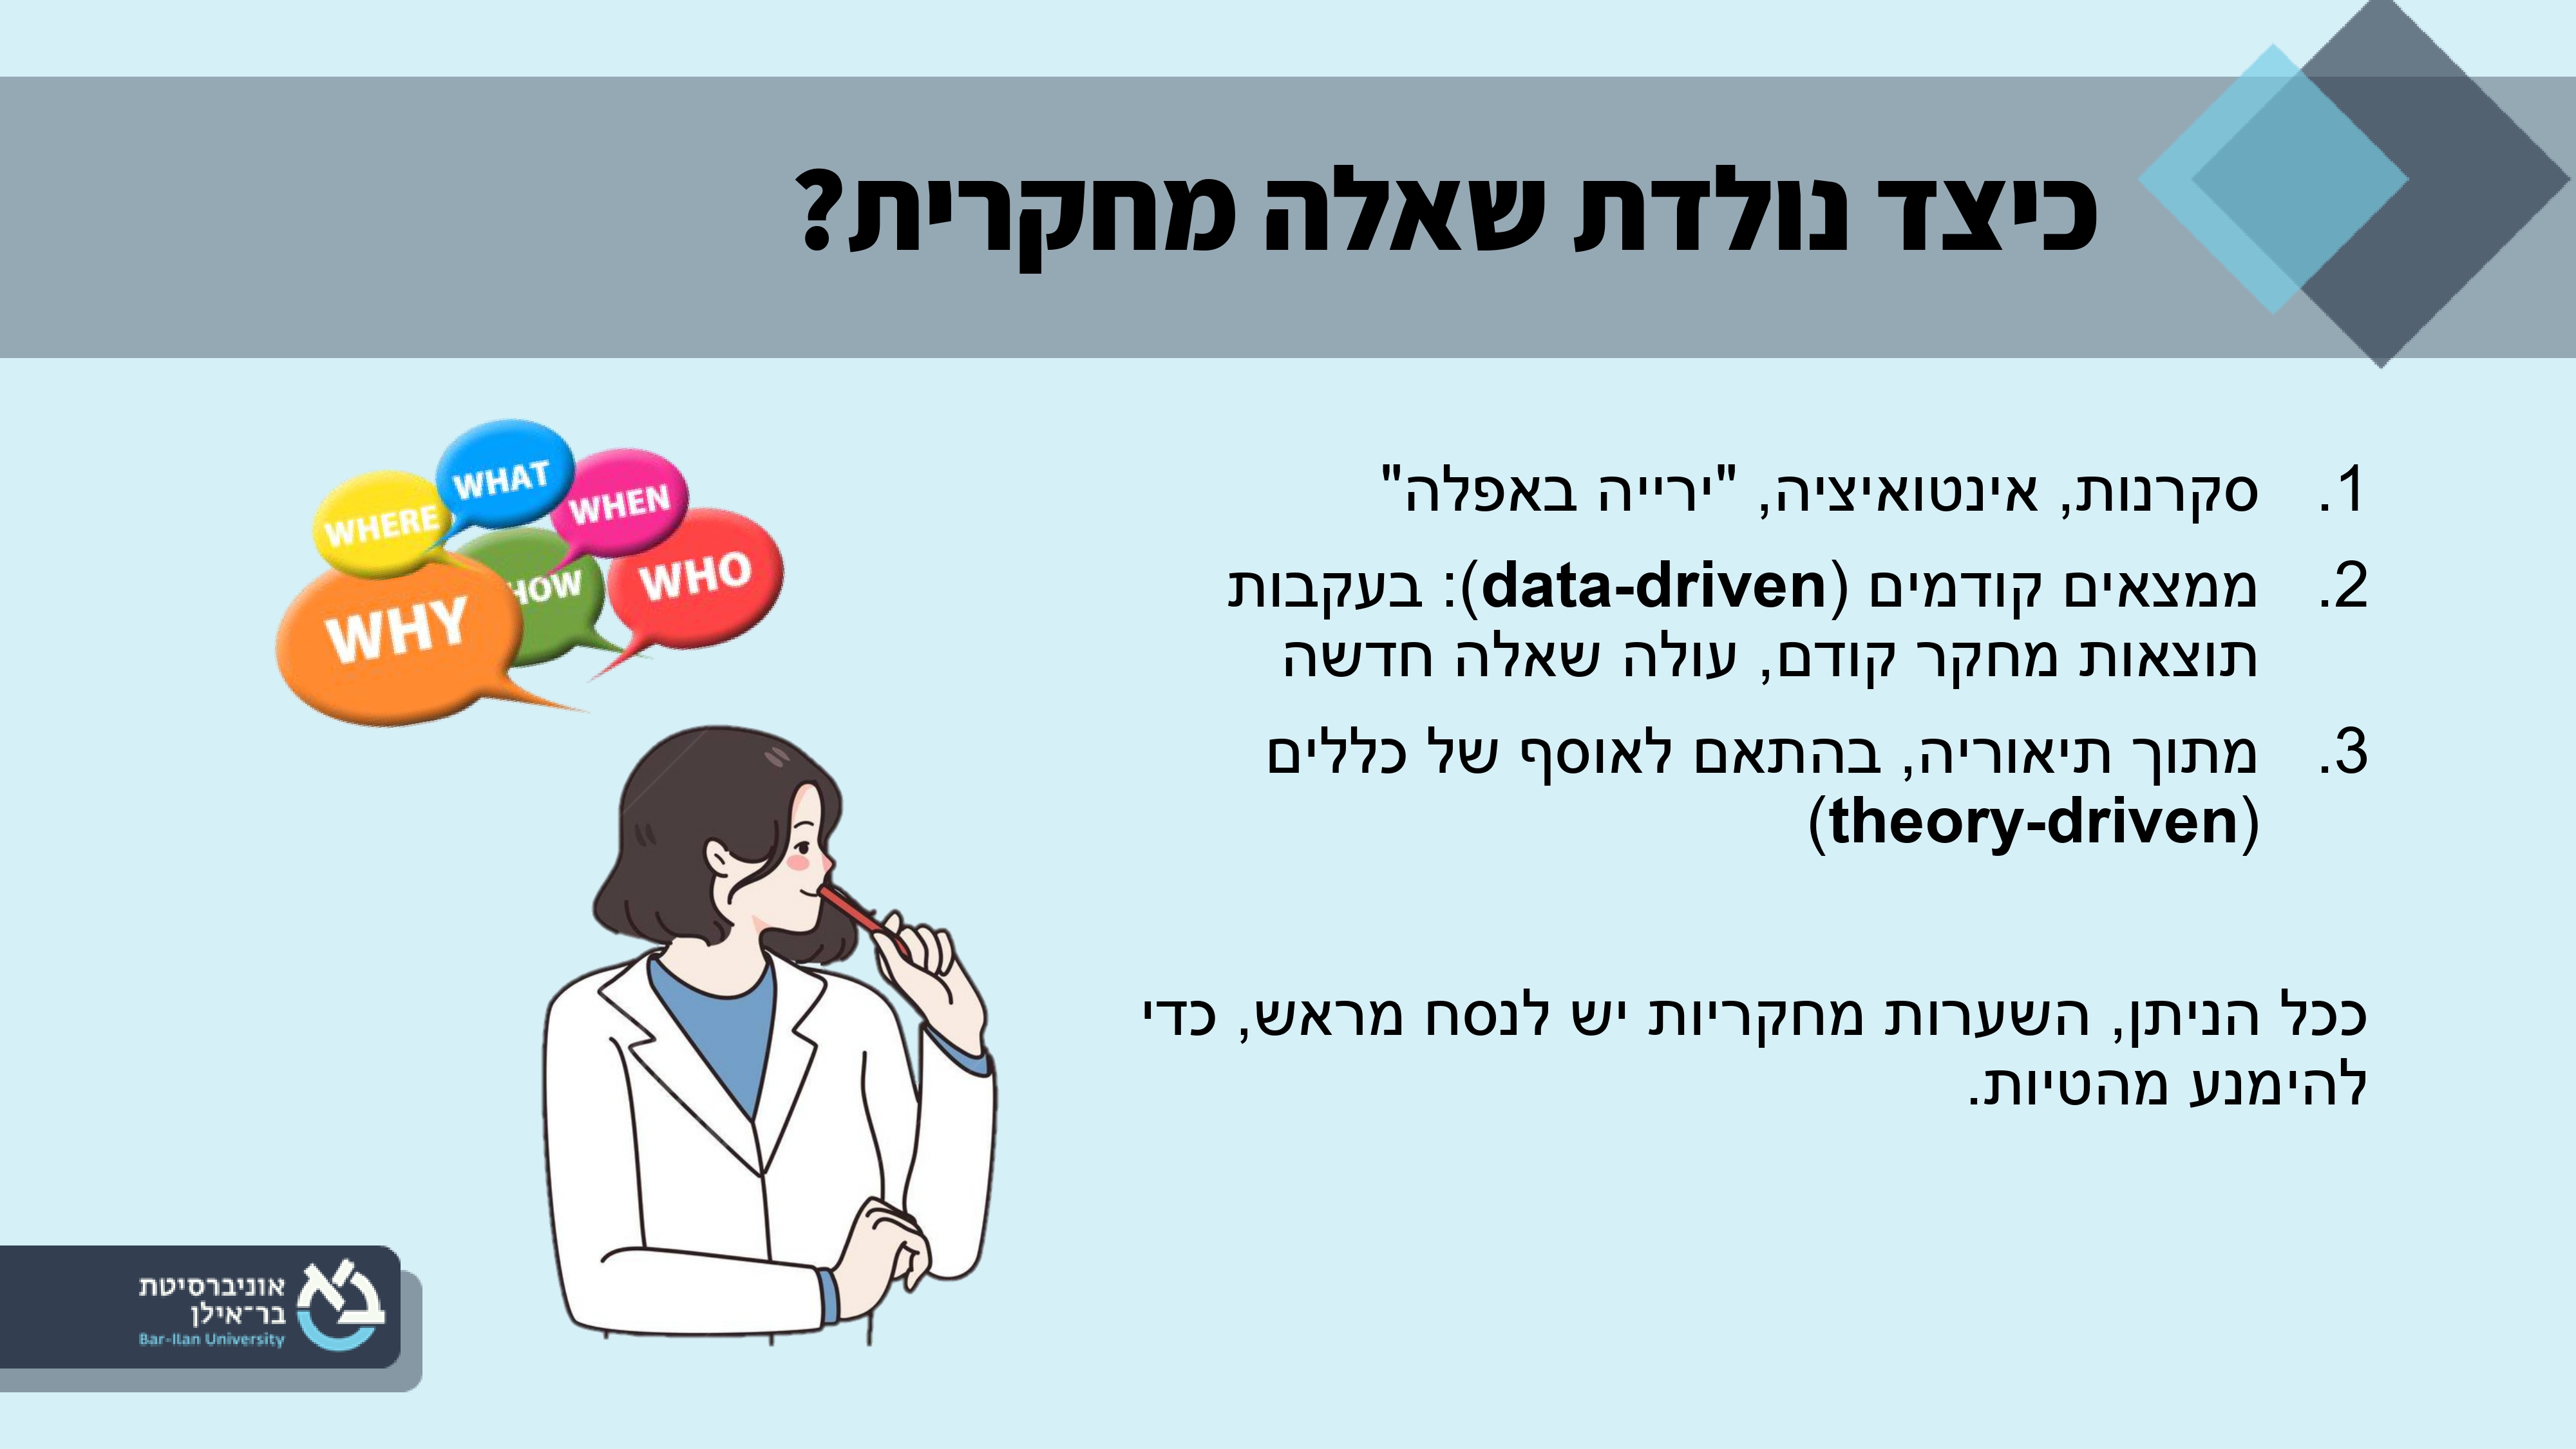 כיצד נולדת שאלה מחקרית?
1. סקרנות, אינטואיציה, "ירייה באפלה"
2. ממצאים קודמים (data-driven): בעקבות
תוצאות מחקר קודם, עולה שאלה חדשה
3. מתוך תיאוריה, בהתאם לאוסף של כללים
(theory-driven)
ככל הניתן, השערות מחקריות יש לנסח מראש, כדי
להימנע מהטיות.
WHERE
WHAT
WHEN
WHY
HOW
WHO
אוניברסיטת
בר־אילן
Bar-Ilan University